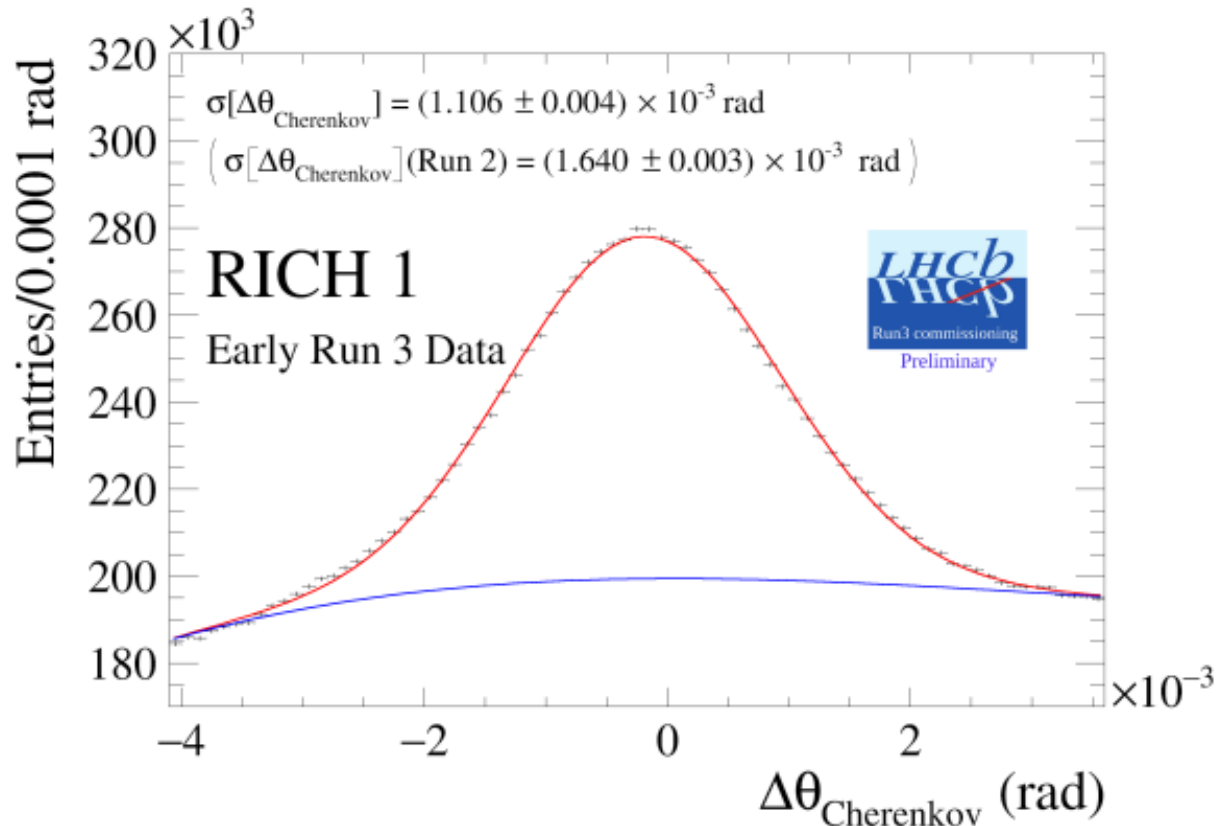 ×10³
320
300
280
260
240
220
200
180
Entries/0.0001 rad
σ[Δθ_Cherenkov] = (1.106 ± 0.004) × 10⁻³ rad
( σ[Δθ_Cherenkov](Run 2) = (1.640 ± 0.003) × 10⁻³ rad )
RICH 1
Early Run 3 Data
LHCb
LHCb
Run3 commissioning
Preliminary
×10⁻³
−4 −2 0 2
Δθ_Cherenkov (rad)